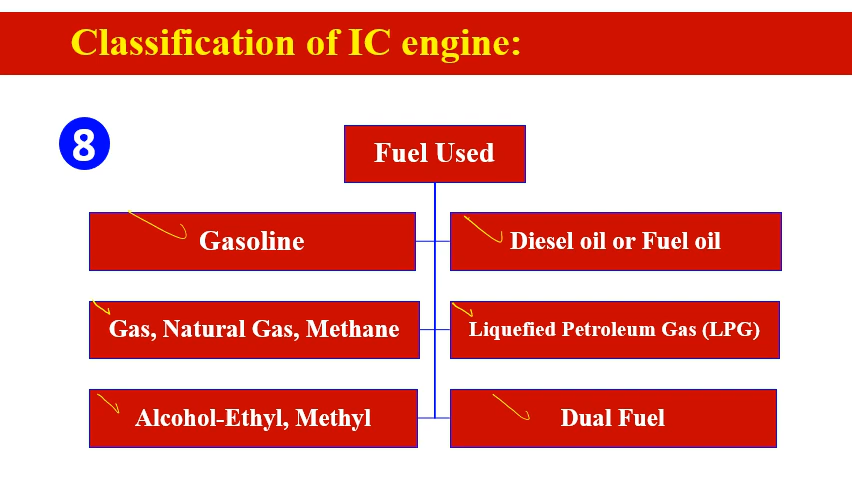 Classification of IC engine:
8
Fuel Used
Gasoline
Diesel oil or Fuel oil
Gas, Natural Gas, Methane
Liquefied Petroleum Gas (LPG)
Alcohol-Ethyl, Methyl
Dual Fuel